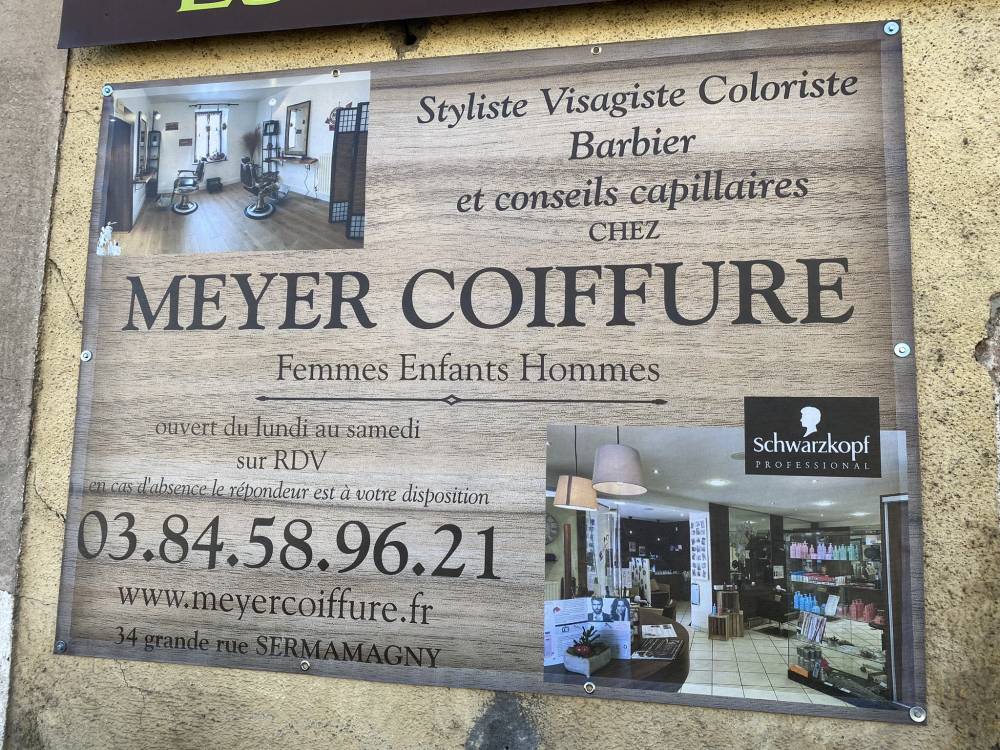 Styliste Visagiste Coloriste
Barbier
et conseils capillaires
CHEZ
MEYER COIFFURE
Femmes Enfants Hommes
ouvert du lundi au samedi
sur RDV
en cas d'absence le répondeur est à votre disposition
03.84.58.96.21
www.meyercoiffure.fr
34 grande rue SERMAMAGNY
Schwarzkopf
PROFESSIONAL